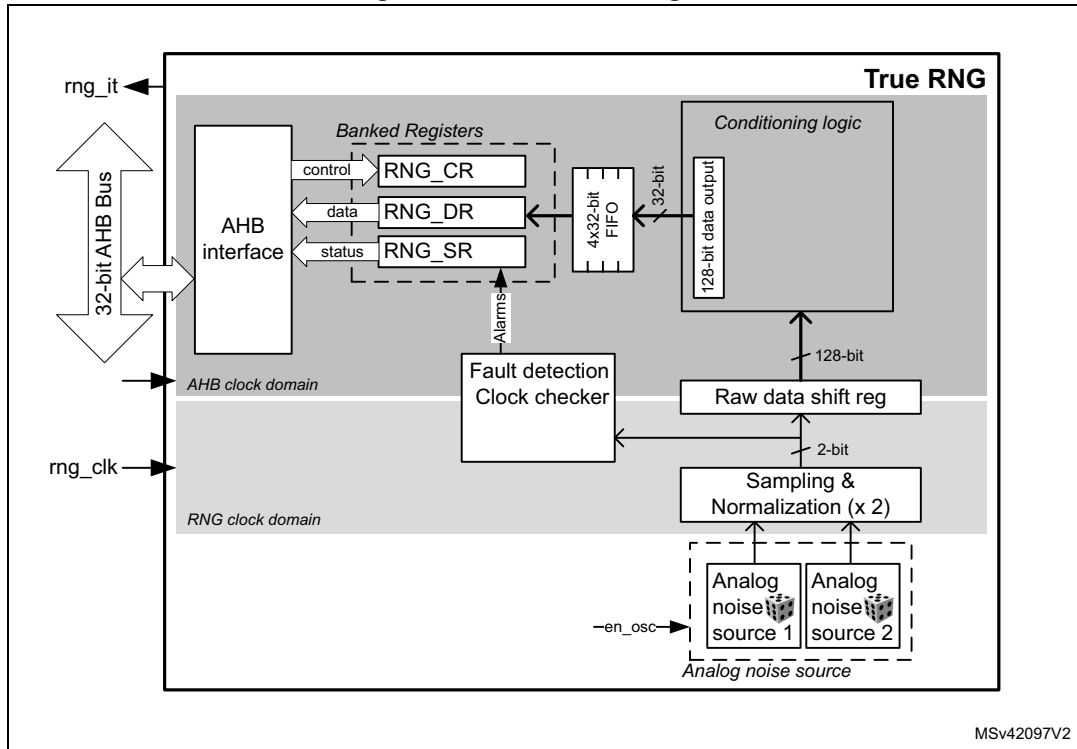 True RNG
rng_it
32-bit AHB Bus
AHB
interface
Banked Registers
control
RNG_CR
data
RNG_DR
status
RNG_SR
4x32-bit
FIFO
32-bit
Conditioning logic
128-bit data output
Alarms
128-bit
AHB clock domain
Fault detection
Clock checker
Raw data shift reg
2-bit
rng_clk
Sampling &
Normalization (x 2)
RNG clock domain
Analog
noise
source 1
Analog
noise
source 2
en_osc
Analog noise source
MSv42097V2